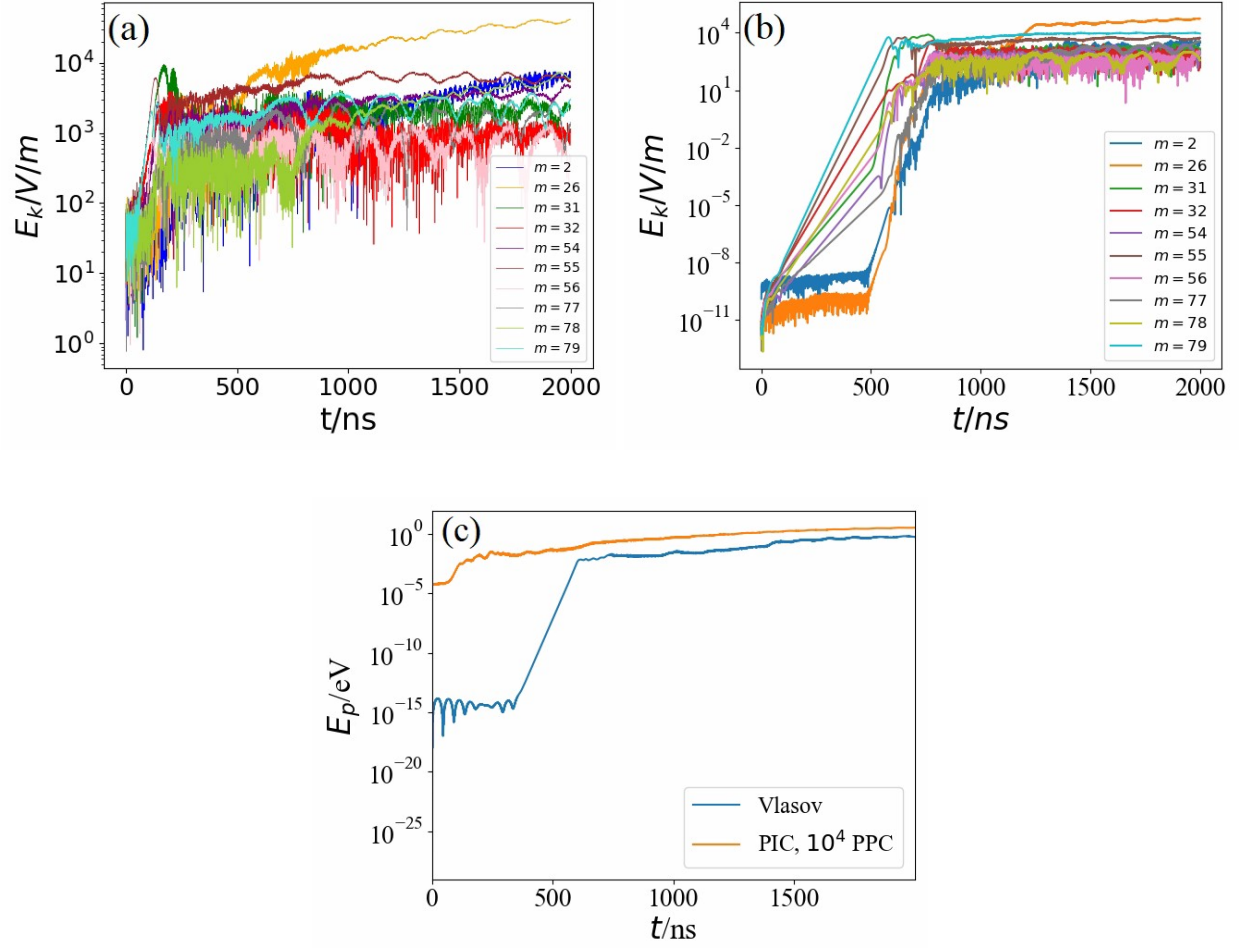 (a)
E_k/V/m
10^4
10^3
10^2
10^1
10^0
0
500
1000
1500
2000
t/ns
m = 2
m = 26
m = 31
m = 32
m = 54
m = 55
m = 56
m = 77
m = 78
m = 79
(b)
E_k/V/m
10^4
10^1
10^−2
10^−5
10^−8
10^−11
0
500
1000
1500
2000
t/ns
m = 2
m = 26
m = 31
m = 32
m = 54
m = 55
m = 56
m = 77
m = 78
m = 79
(c)
E_p/eV
10^0
10^−5
10^−10
10^−15
10^−20
10^−25
0
500
1000
1500
t/ns
Vlasov
PIC, 10^4 PPC